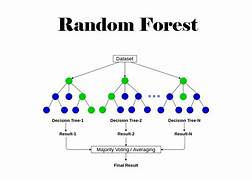 Random Forest
Dataset
Decision Tree-1 Decision Tree-2 Decision Tree-N
Result-1 Result-2 Result-N
Majority Voting / Averaging
Final Result